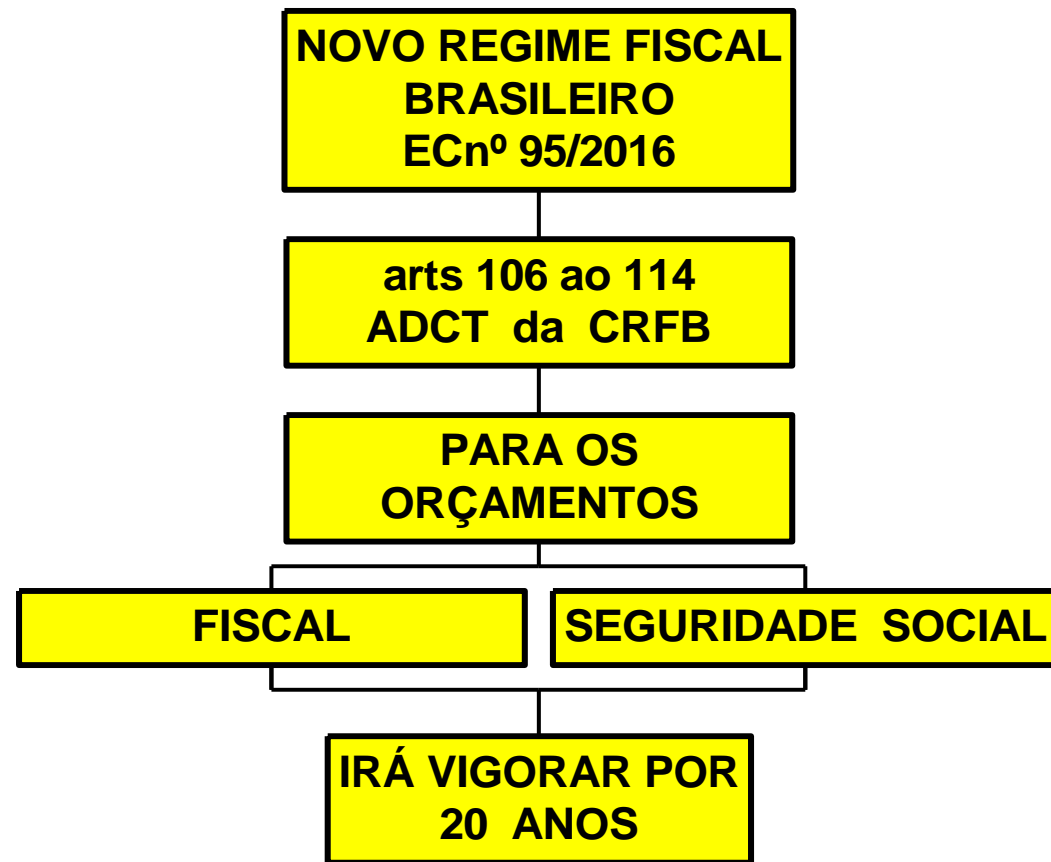 NOVO REGIME FISCAL
BRASILEIRO
ECnº 95/2016
arts 106 ao 114
ADCT da CRFB
PARA OS
ORÇAMENTOS
FISCAL
SEGURIDADE SOCIAL
IRÁ VIGORAR POR
20 ANOS